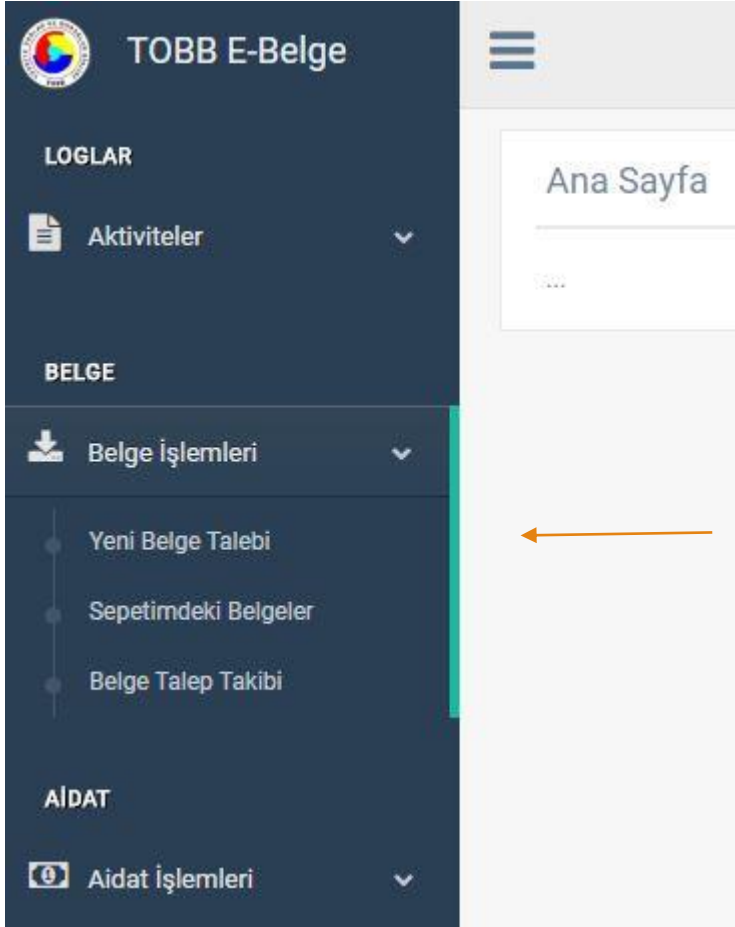 TOBB E-Belge
LOGLAR
Aktiviteler
BELGE
Belge İşlemleri
Yeni Belge Talebi
Sepetimdeki Belgeler
Belge Talep Takibi
AİDAT
Aidat İşlemleri
Ana Sayfa
...